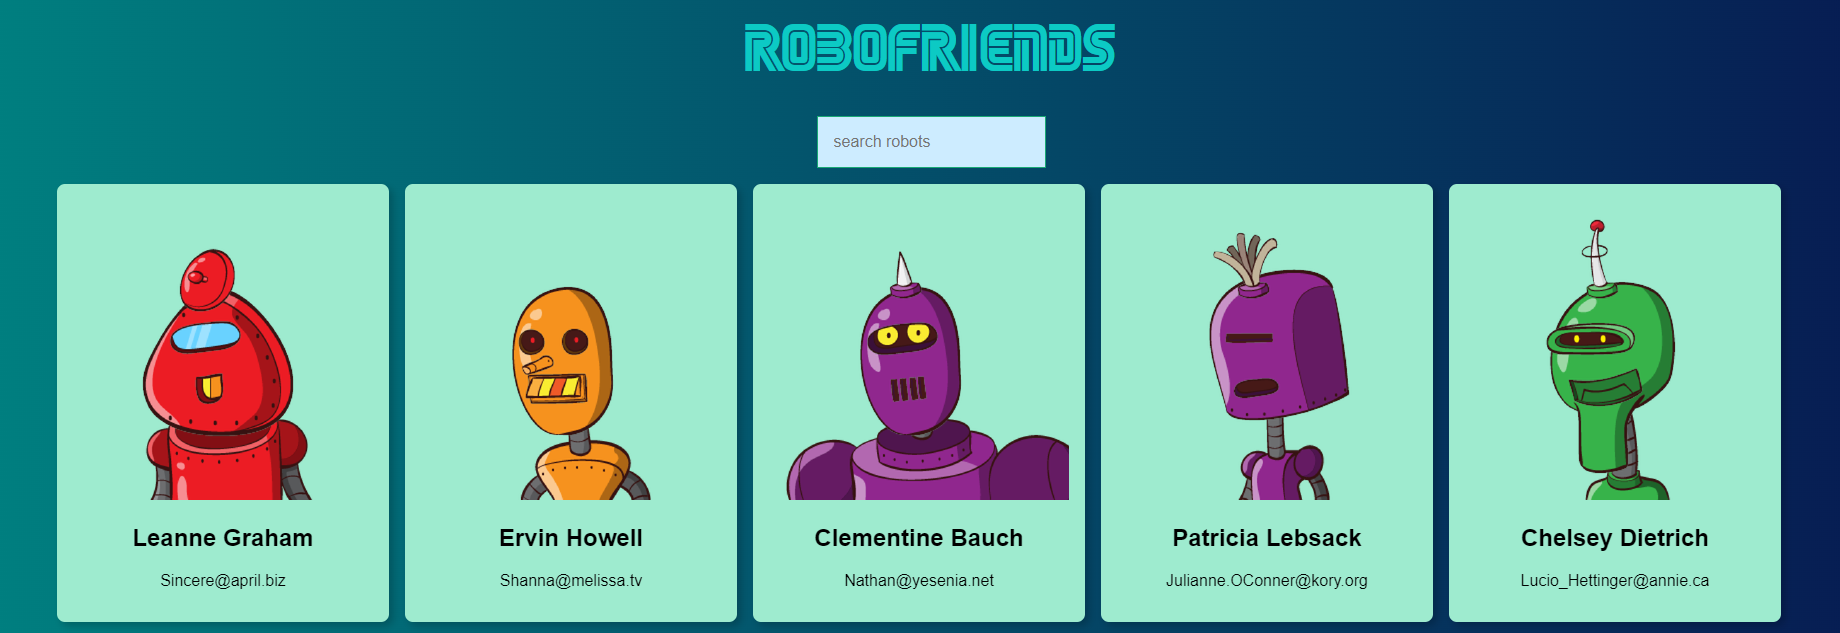 ROBOFRIENDS
search robots
Leanne Graham
Sincere@april.biz
Ervin Howell
Shanna@melissa.tv
Clementine Bauch
Nathan@yesenia.net
Patricia Lebsack
Julianne.OConner@kory.org
Chelsey Dietrich
Lucio_Hettinger@annie.ca